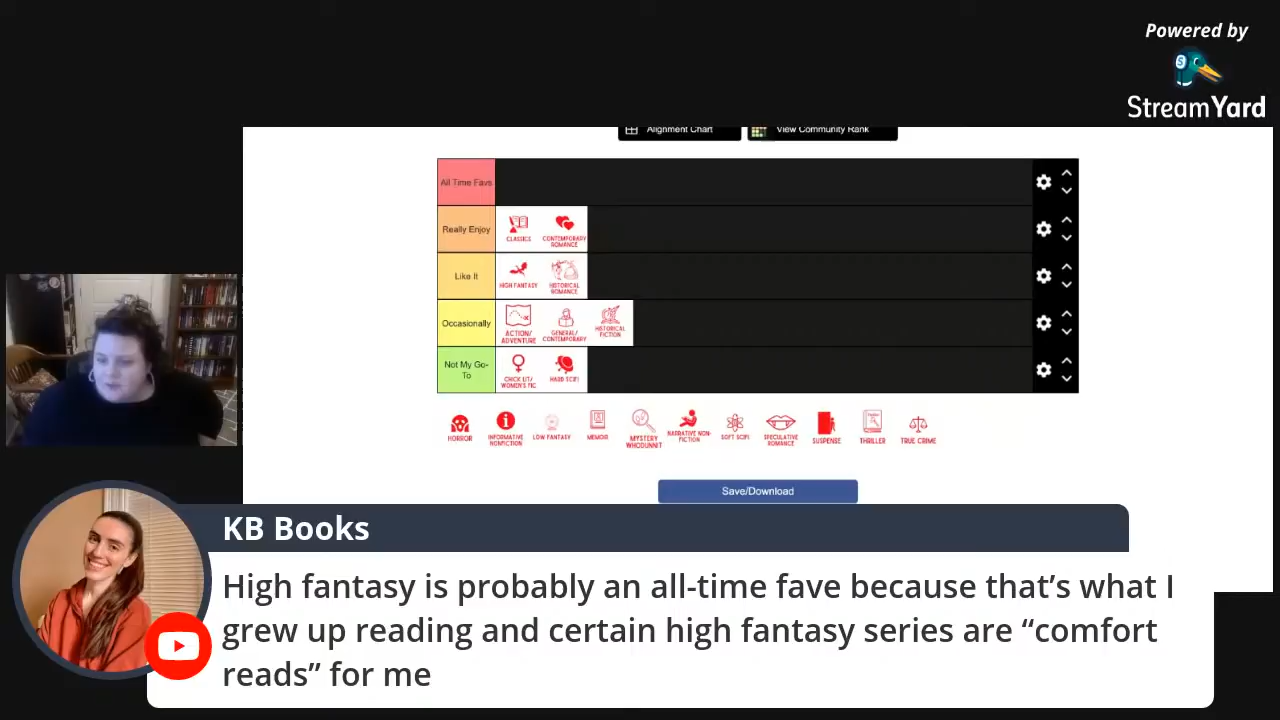 Powered by
StreamYard
Alignment Chart
View Community Rank
All Time Favs
Really Enjoy
CLASSICS
CONTEMPORARY
ROMANCE
Like It
HIGH FANTASY
HISTORICAL
ROMANCE
Occasionally
ACTION/
ADVENTURE
GENERAL/
CONTEMPORARY
HISTORICAL
FICTION
Not My Go-
To
CHICK LIT/
WOMEN'S FIC
HARD SCIFI
HORROR
INFORMATIVE
NONFICTION
LOW FANTASY
MEMOIR
MYSTERY
WHODUNNIT
NARRATIVE NON-
FICTION
SOFT SCIFI
SPECULATIVE
ROMANCE
SUSPENSE
THRILLER
TRUE CRIME
Save/Download
KB Books
High fantasy is probably an all-time fave because that’s what I
grew up reading and certain high fantasy series are “comfort
reads” for me